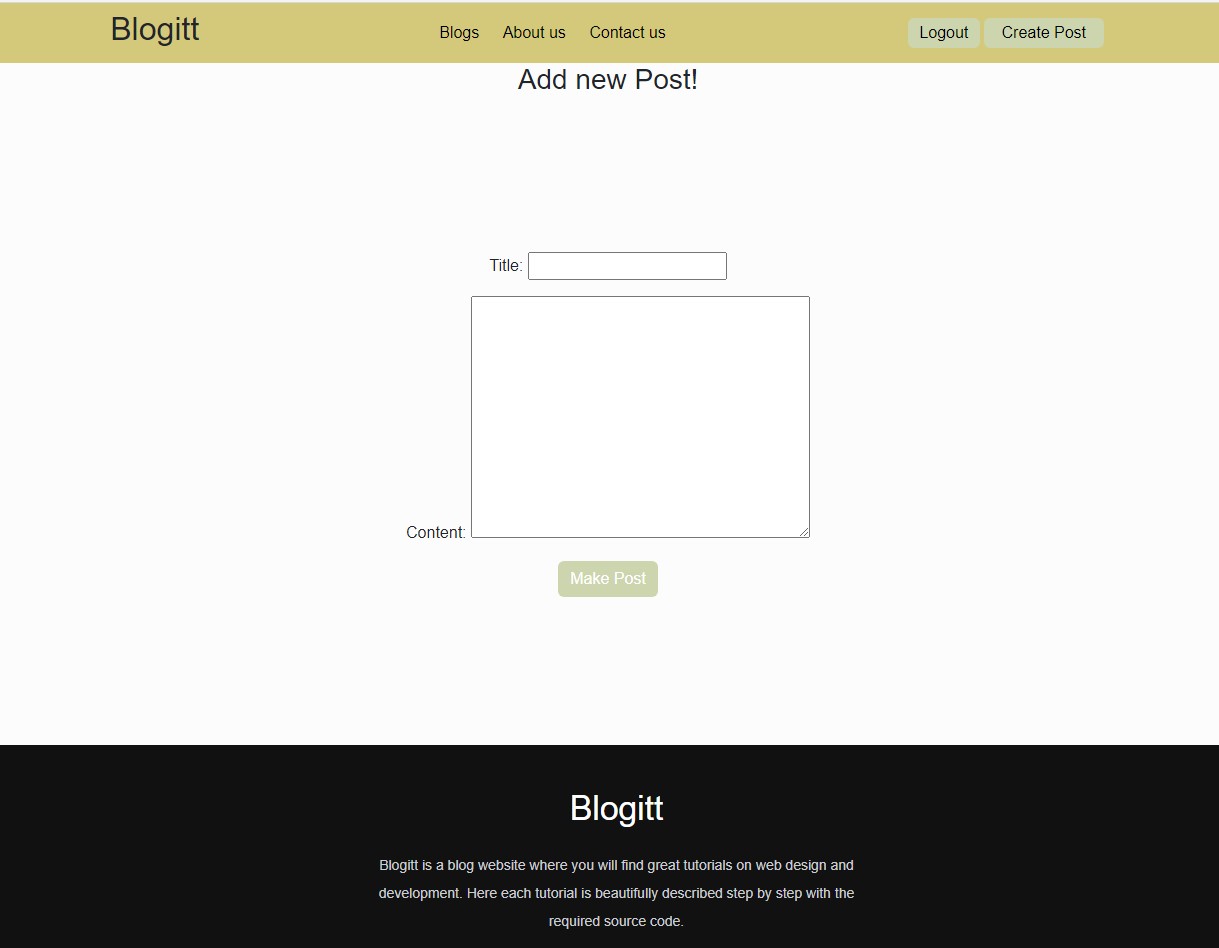 Blogitt Blogs About us Contact us Logout Create Post
Add new Post!
Title:
Content:
Make Post
Blogitt
Blogitt is a blog website where you will find great tutorials on web design and
development. Here each tutorial is beautifully described step by step with the
required source code.